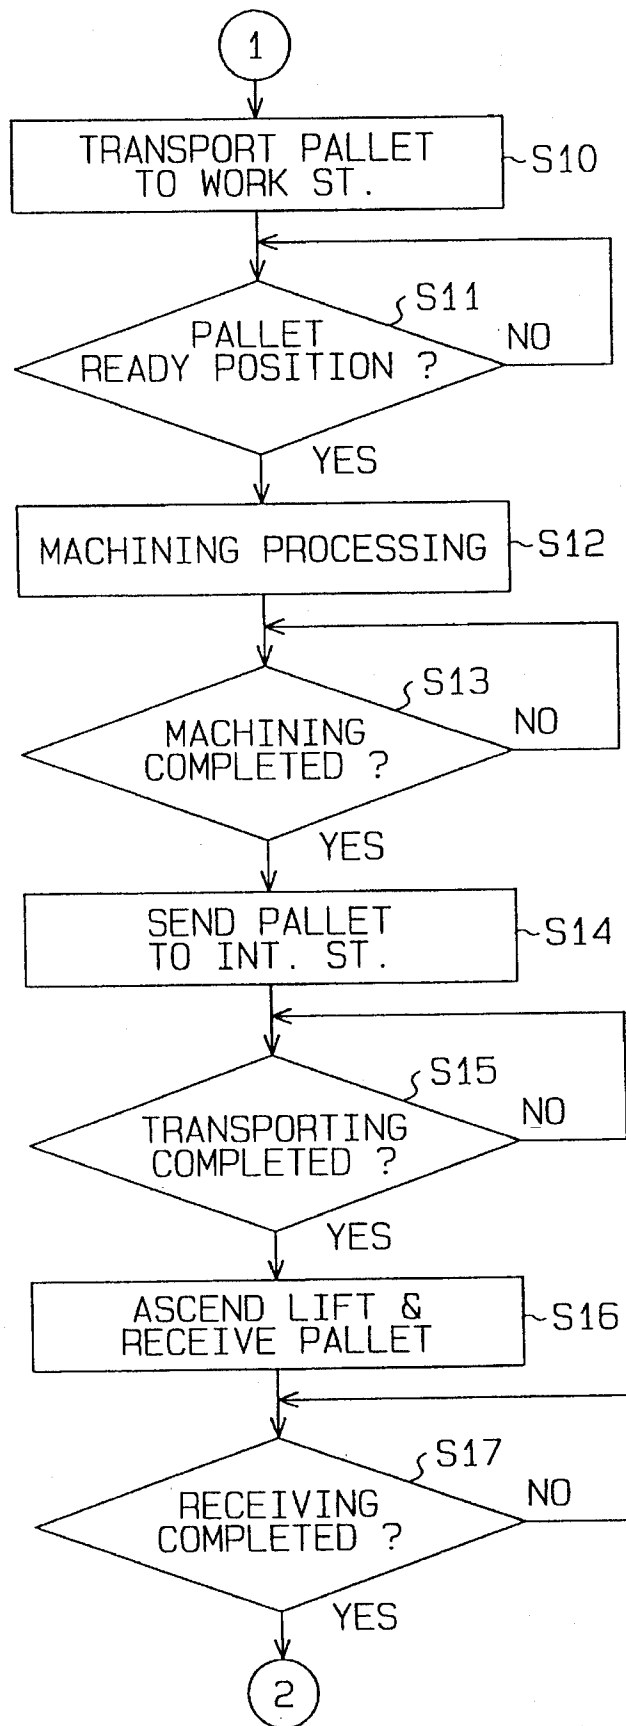 1
TRANSPORT PALLET
TO WORK ST.
S10
S11
PALLET
READY POSITION ?
NO
YES
MACHINING PROCESSING
S12
S13
MACHINING
COMPLETED ?
NO
YES
SEND PALLET
TO INT. ST.
S14
S15
TRANSPORTING
COMPLETED ?
NO
YES
ASCEND LIFT &
RECEIVE PALLET
S16
S17
RECEIVING
COMPLETED ?
NO
YES
2